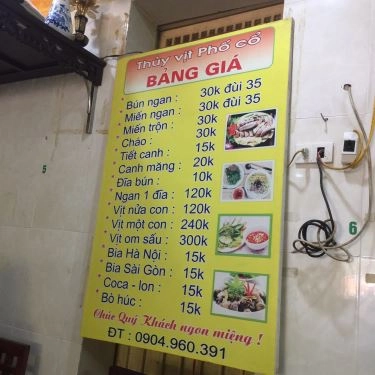 Thủy vịt Phố cổ
BẢNG GIÁ
Bún ngan : 30k đùi 35
Miến ngan : 30k đùi 35
Miến trộn : 30k
Cháo : 30k
Tiết canh : 15k
Canh măng : 20k
Đĩa bún : 10k
Ngan 1 đĩa : 120k
Vịt nửa con : 120k
Vịt một con : 240k
Vịt om sấu : 300k
Bia Hà Nội : 15k
Bia Sài Gòn : 15k
Coca - lon : 15k
Bò húc : 15k
Chúc Quý Khách ngon miệng !
ĐT : 0904.960.391
5
6